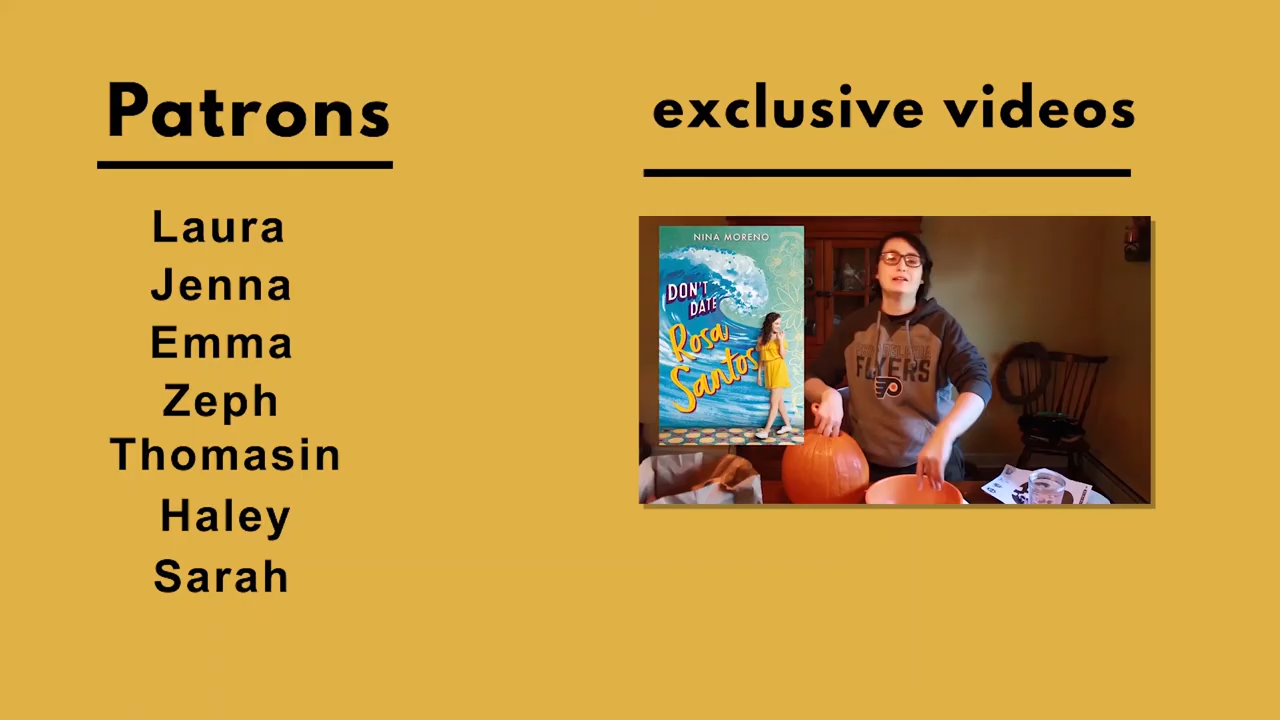 Patrons
Laura
Jenna
Emma
Zeph
Thomasin
Haley
Sarah
exclusive videos
NINA MORENO
DON'T
DATE
Rosa
Santos
FLYERS